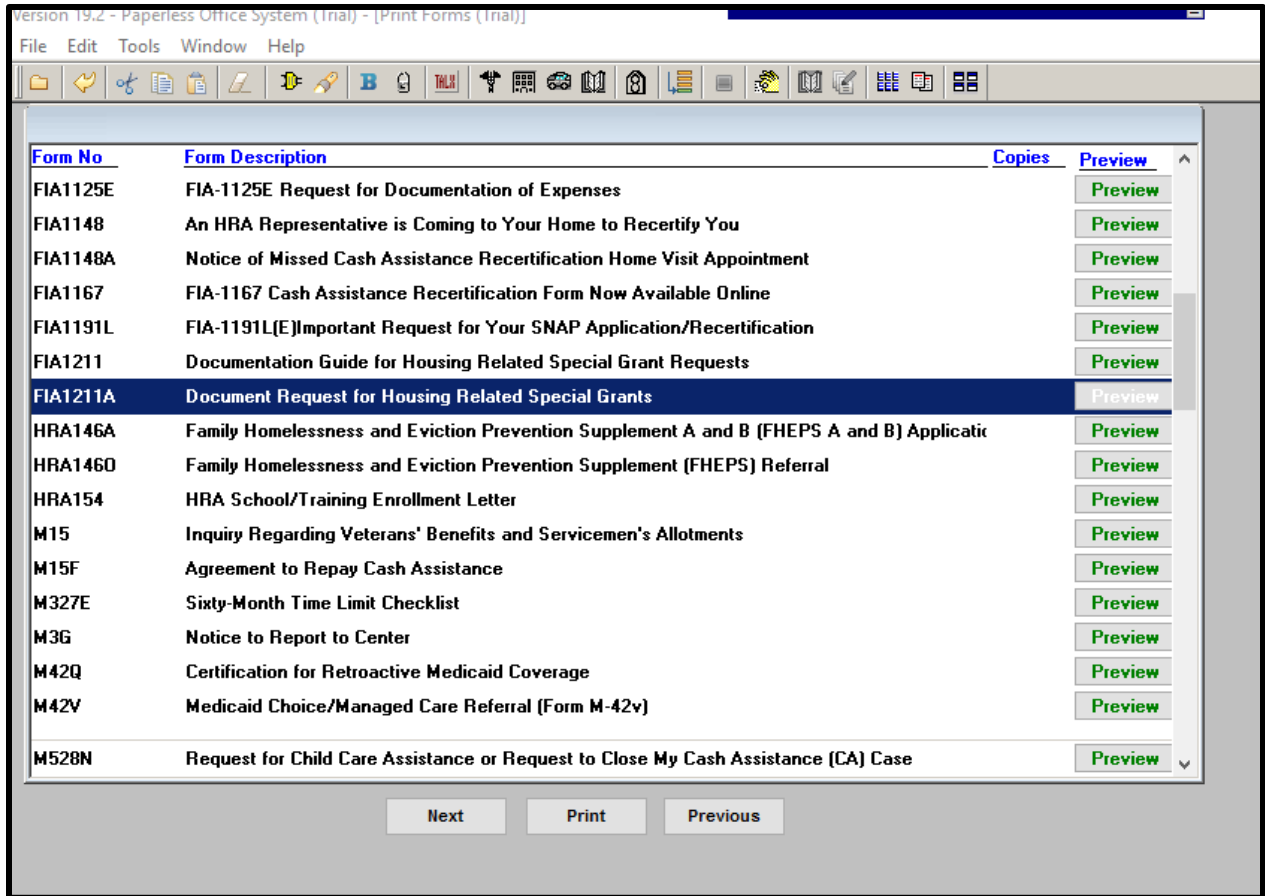 Version 19.2 - Paperless Office System (Trial) - [Print Forms (Trial)]
File Edit Tools Window Help
B TALX 8
Form No Form Description Copies Preview
FIA1125E FIA-1125E Request for Documentation of Expenses Preview
FIA1148 An HRA Representative is Coming to Your Home to Recertify You Preview
FIA1148A Notice of Missed Cash Assistance Recertification Home Visit Appointment Preview
FIA1167 FIA-1167 Cash Assistance Recertification Form Now Available Online Preview
FIA1191L FIA-1191L(E)Important Request for Your SNAP Application/Recertification Preview
FIA1211 Documentation Guide for Housing Related Special Grant Requests Preview
FIA1211A Document Request for Housing Related Special Grants Preview
HRA146A Family Homelessness and Eviction Prevention Supplement A and B (FHEPS A and B) Applicatic Preview
HRA146O Family Homelessness and Eviction Prevention Supplement (FHEPS) Referral Preview
HRA154 HRA School/Training Enrollment Letter Preview
M15 Inquiry Regarding Veterans' Benefits and Servicemen's Allotments Preview
M15F Agreement to Repay Cash Assistance Preview
M327E Sixty-Month Time Limit Checklist Preview
M3G Notice to Report to Center Preview
M42Q Certification for Retroactive Medicaid Coverage Preview
M42V Medicaid Choice/Managed Care Referral (Form M-42v) Preview
M528N Request for Child Care Assistance or Request to Close My Cash Assistance (CA) Case Preview
Next Print Previous